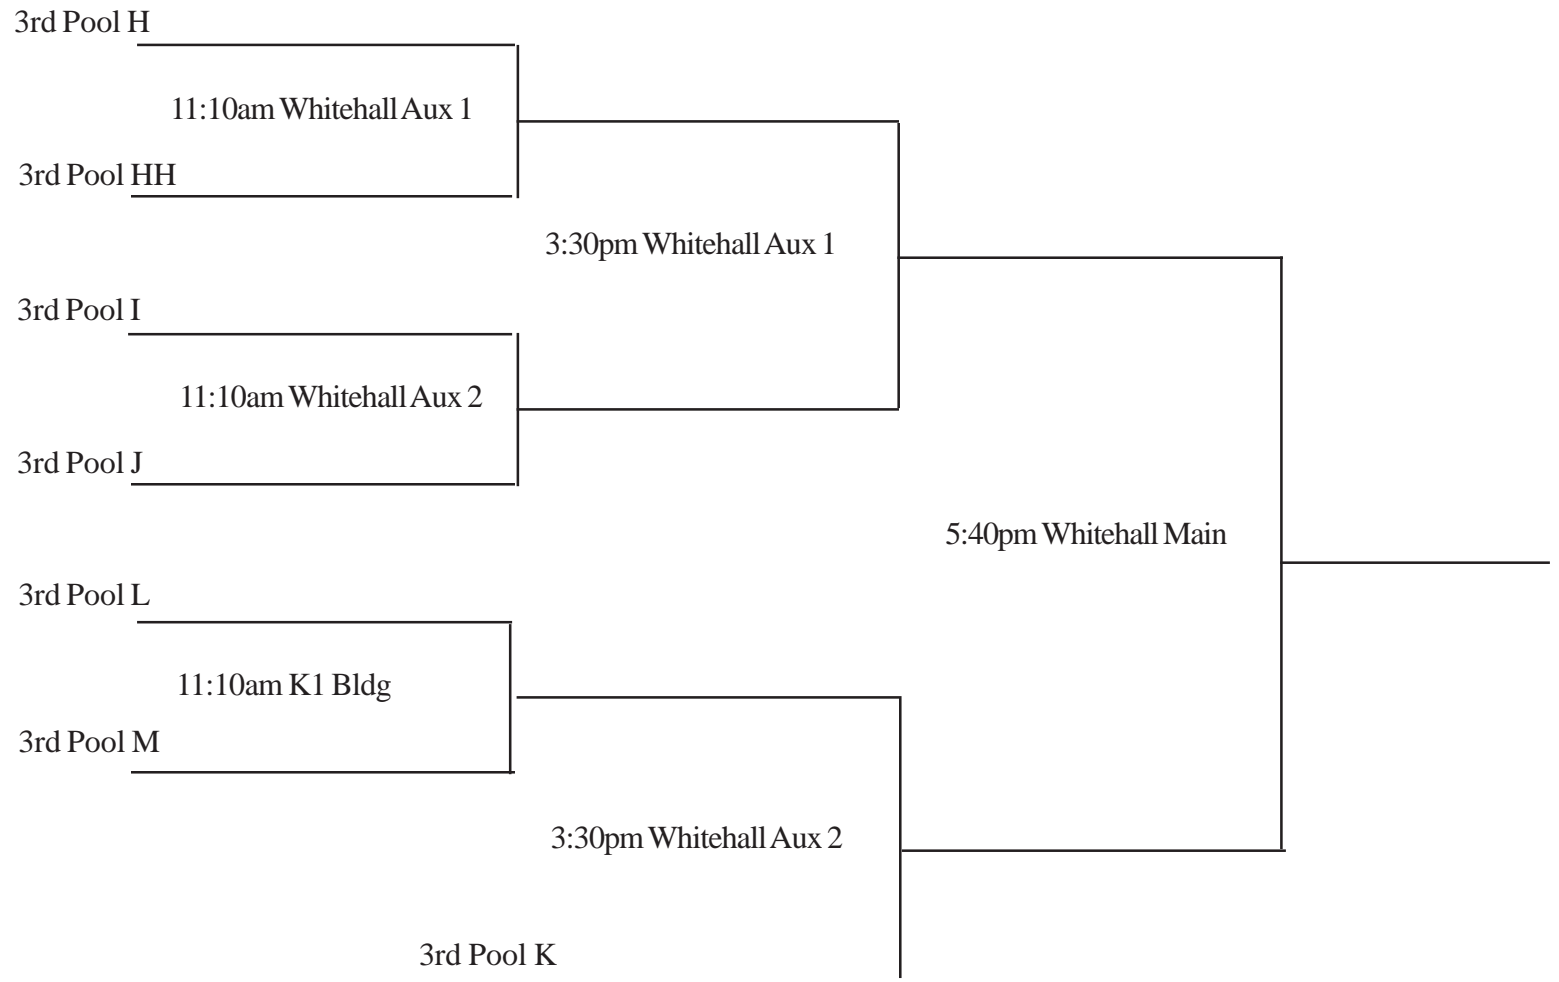 3rd Pool H
11:10am Whitehall Aux 1
3rd Pool HH
3:30pm Whitehall Aux 1
3rd Pool I
11:10am Whitehall Aux 2
3rd Pool J
5:40pm Whitehall Main
3rd Pool L
11:10am K1 Bldg
3rd Pool M
3:30pm Whitehall Aux 2
3rd Pool K